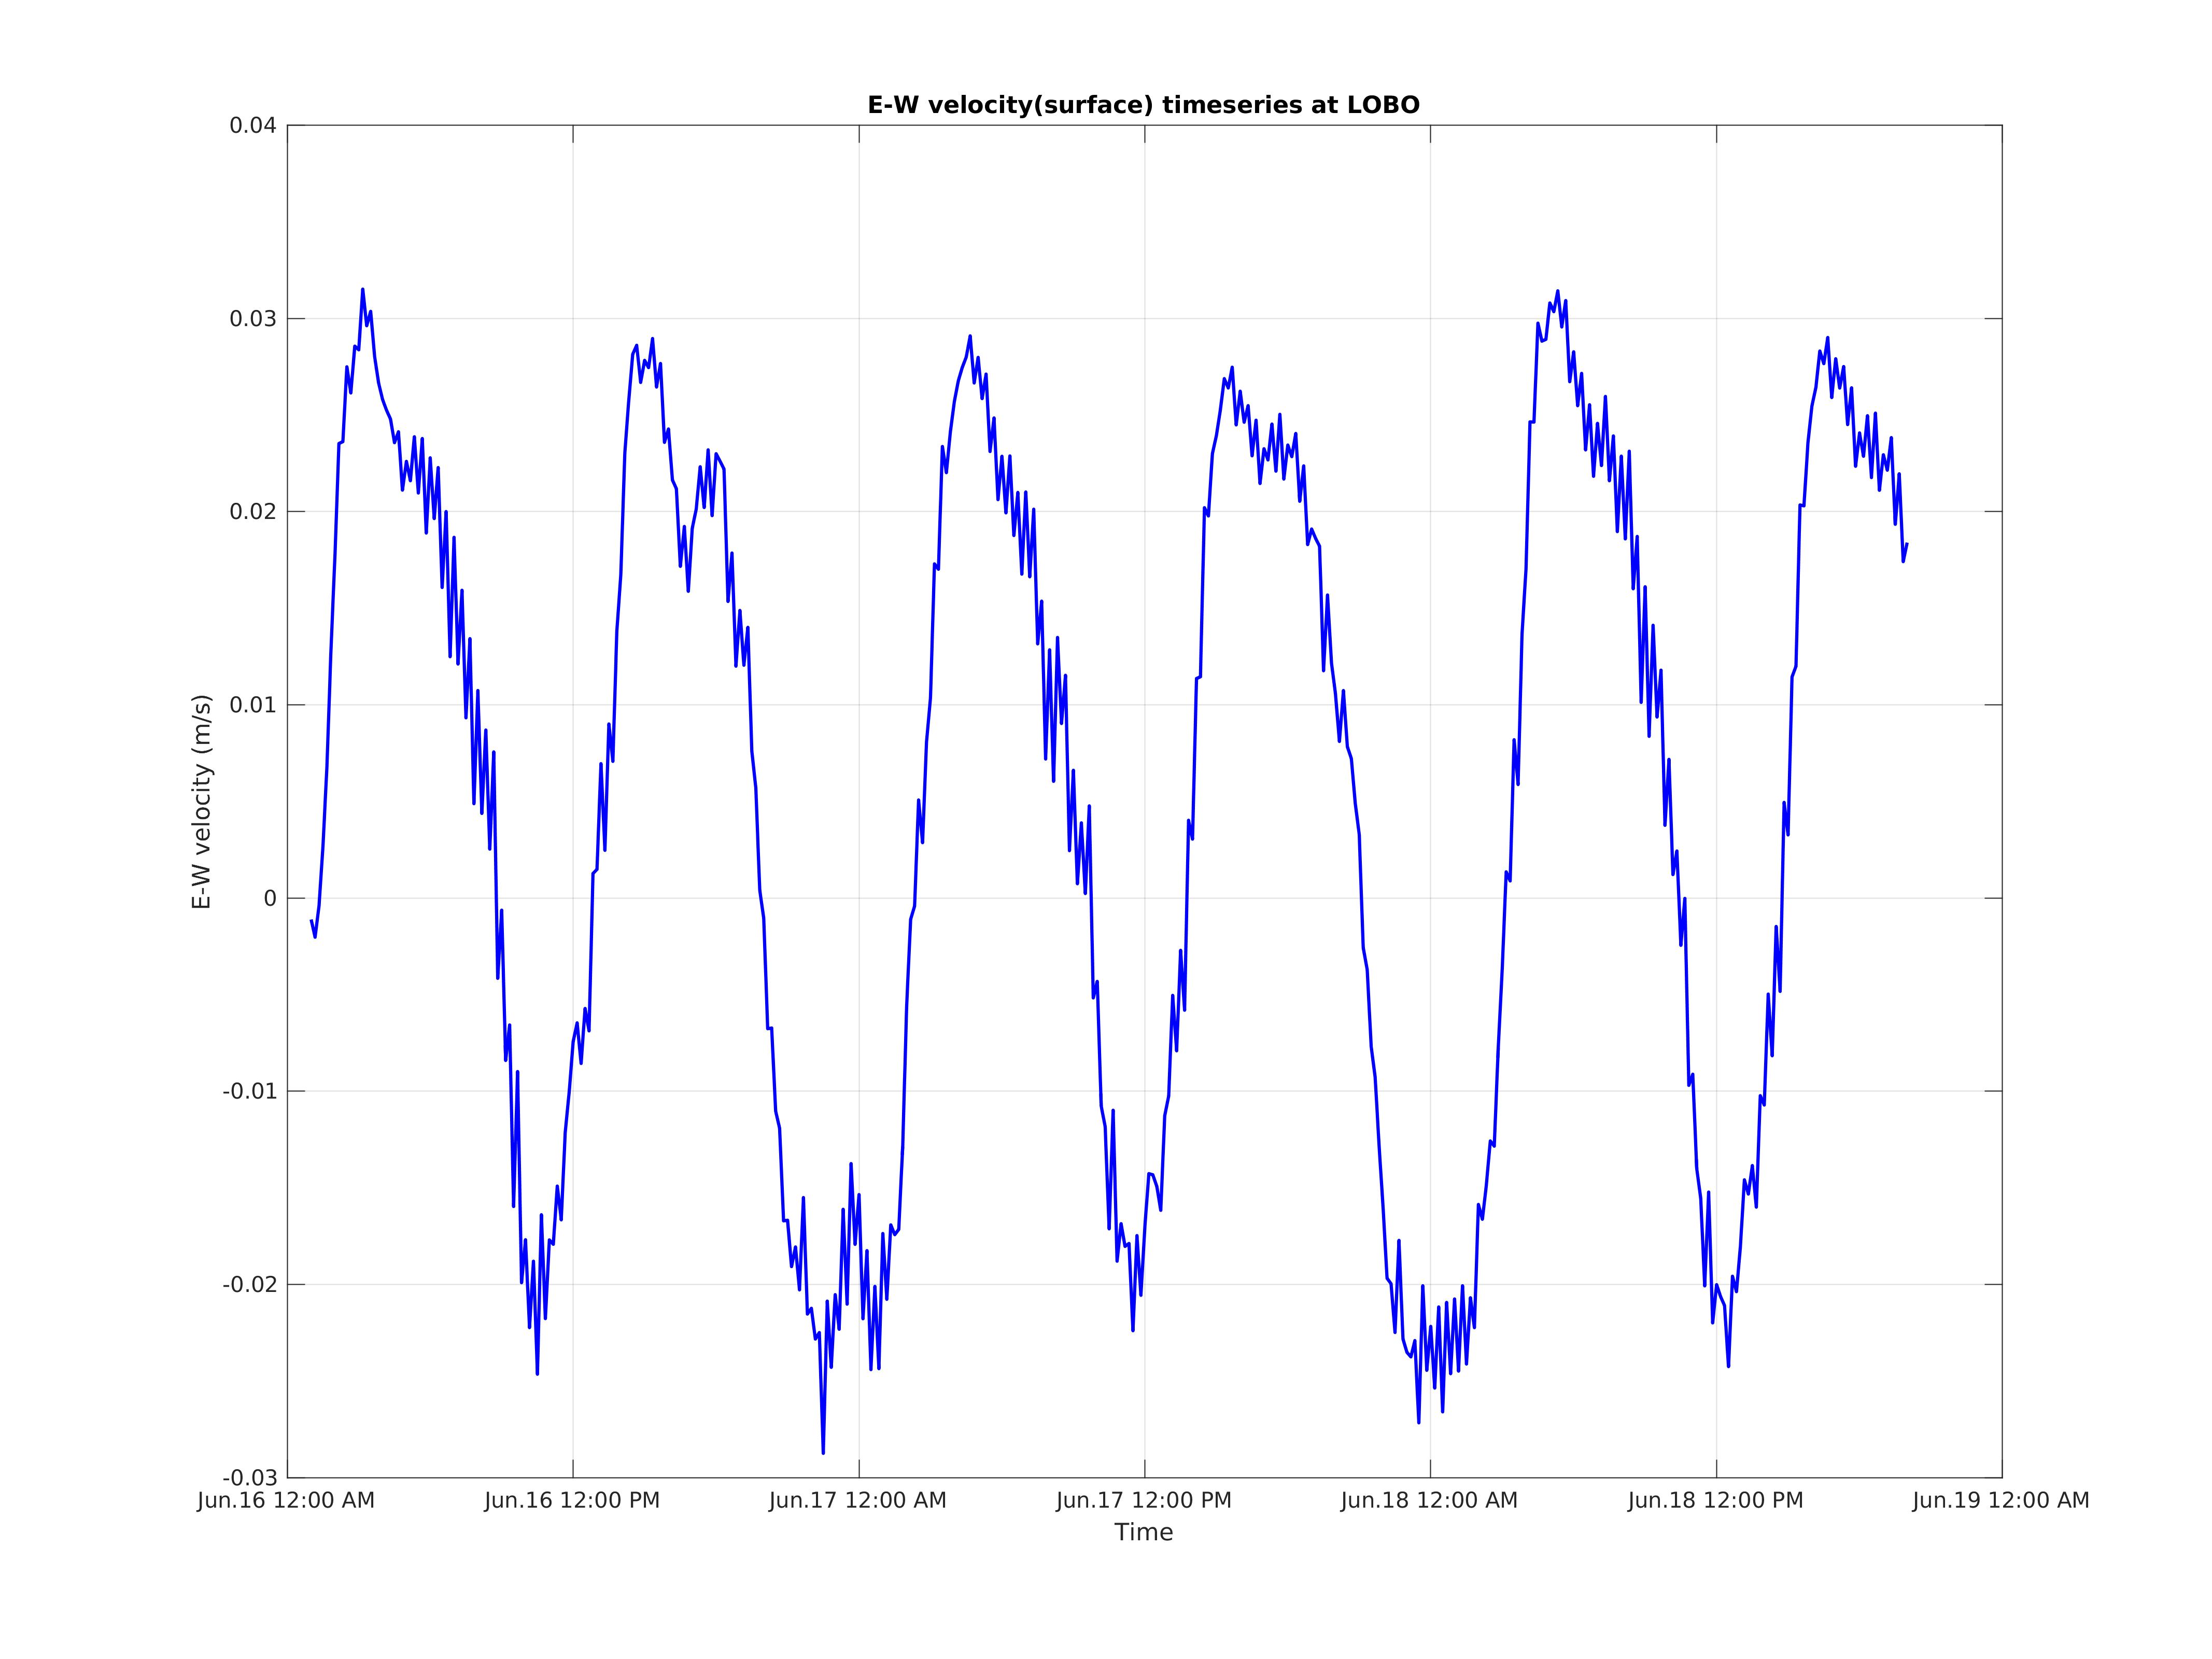 E-W velocity(surface) timeseries at LOBO
0.04
0.03
0.02
0.01
0
-0.01
-0.02
-0.03
E-W velocity (m/s)
Jun.16 12:00 AM Jun.16 12:00 PM Jun.17 12:00 AM Jun.17 12:00 PM Jun.18 12:00 AM Jun.18 12:00 PM Jun.19 12:00 AM
Time